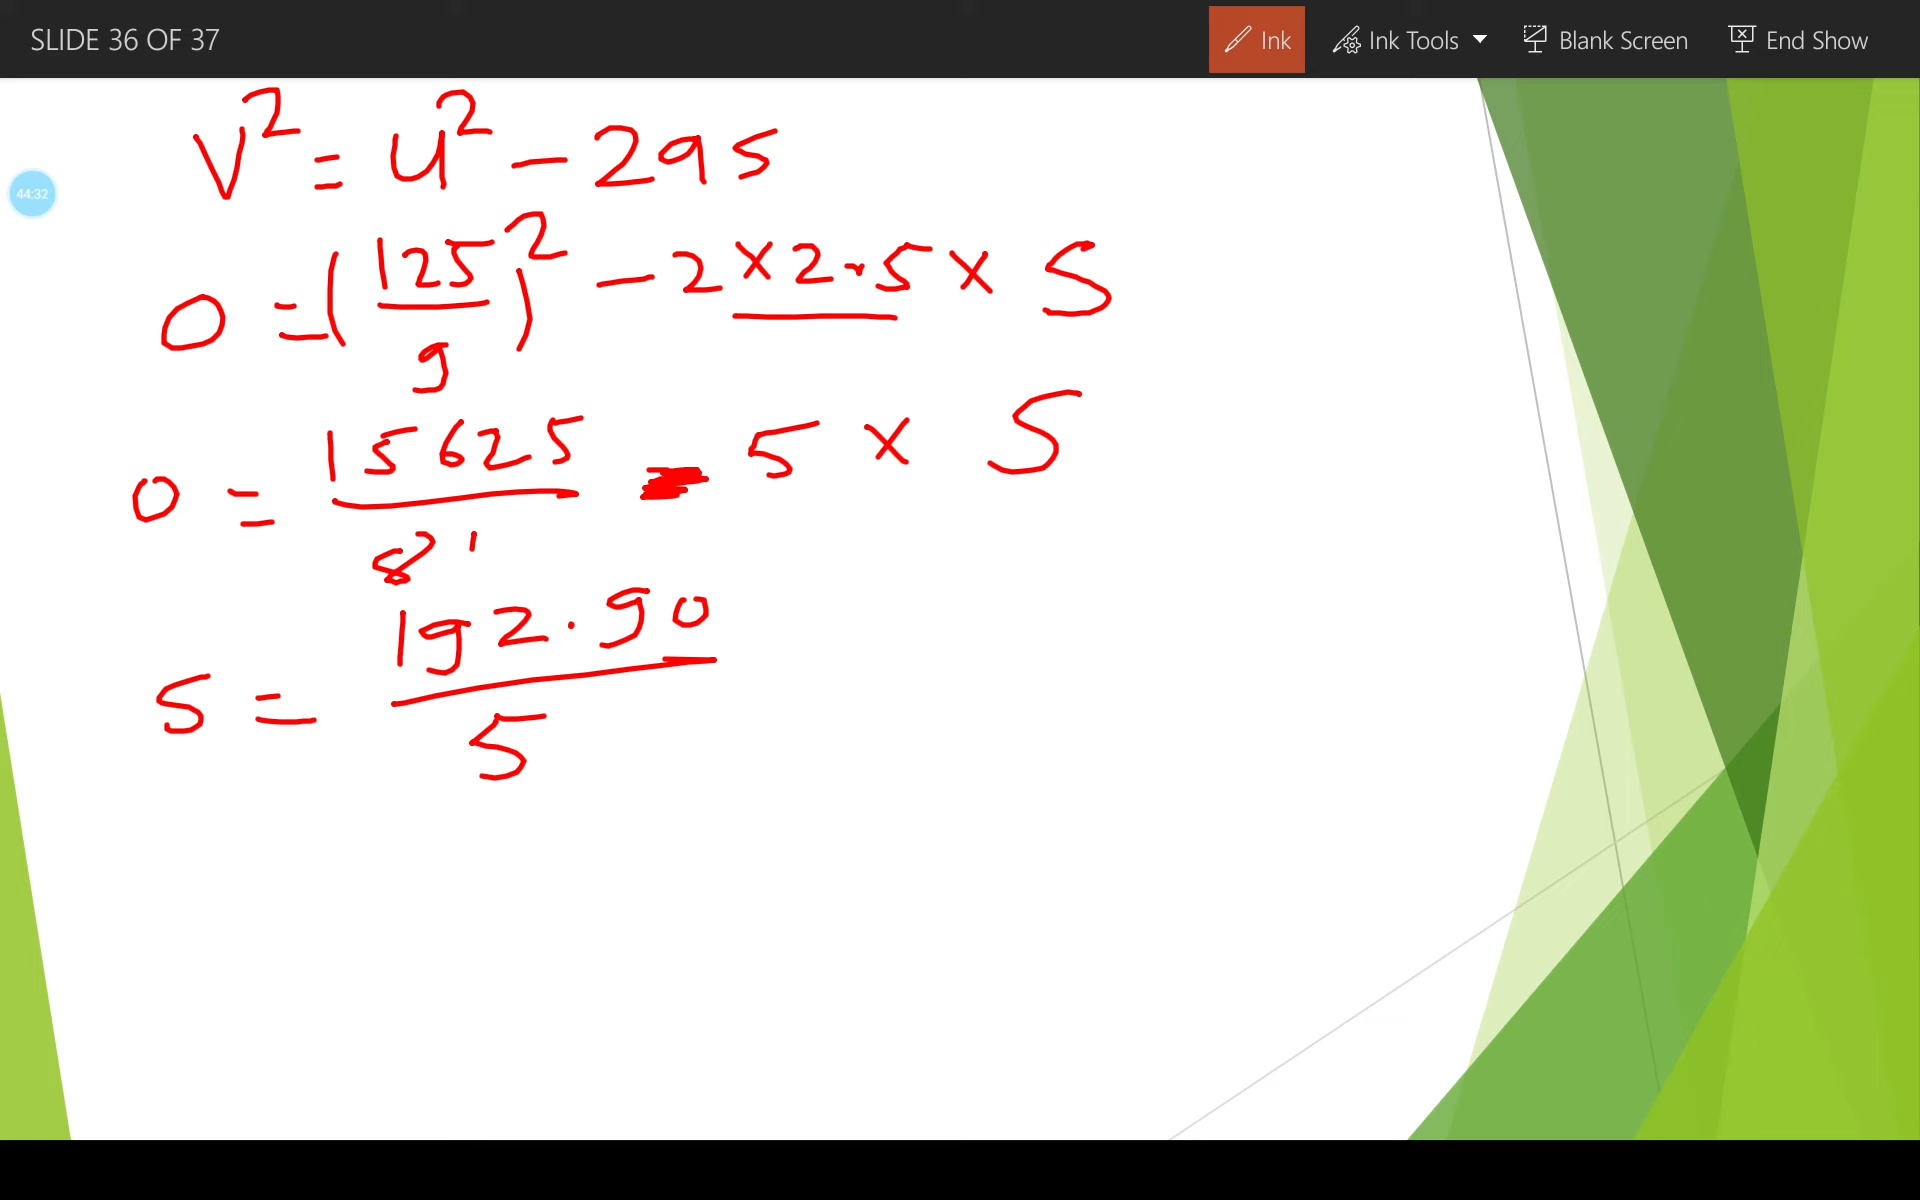 SLIDE 36 OF 37 Ink Ink Tools Blank Screen End Show
44:32
V² = u² - 2as
0 = (125/9)² - 2×2.5× S
0 = 15625/81 - 5 × S
S = 192.90/5